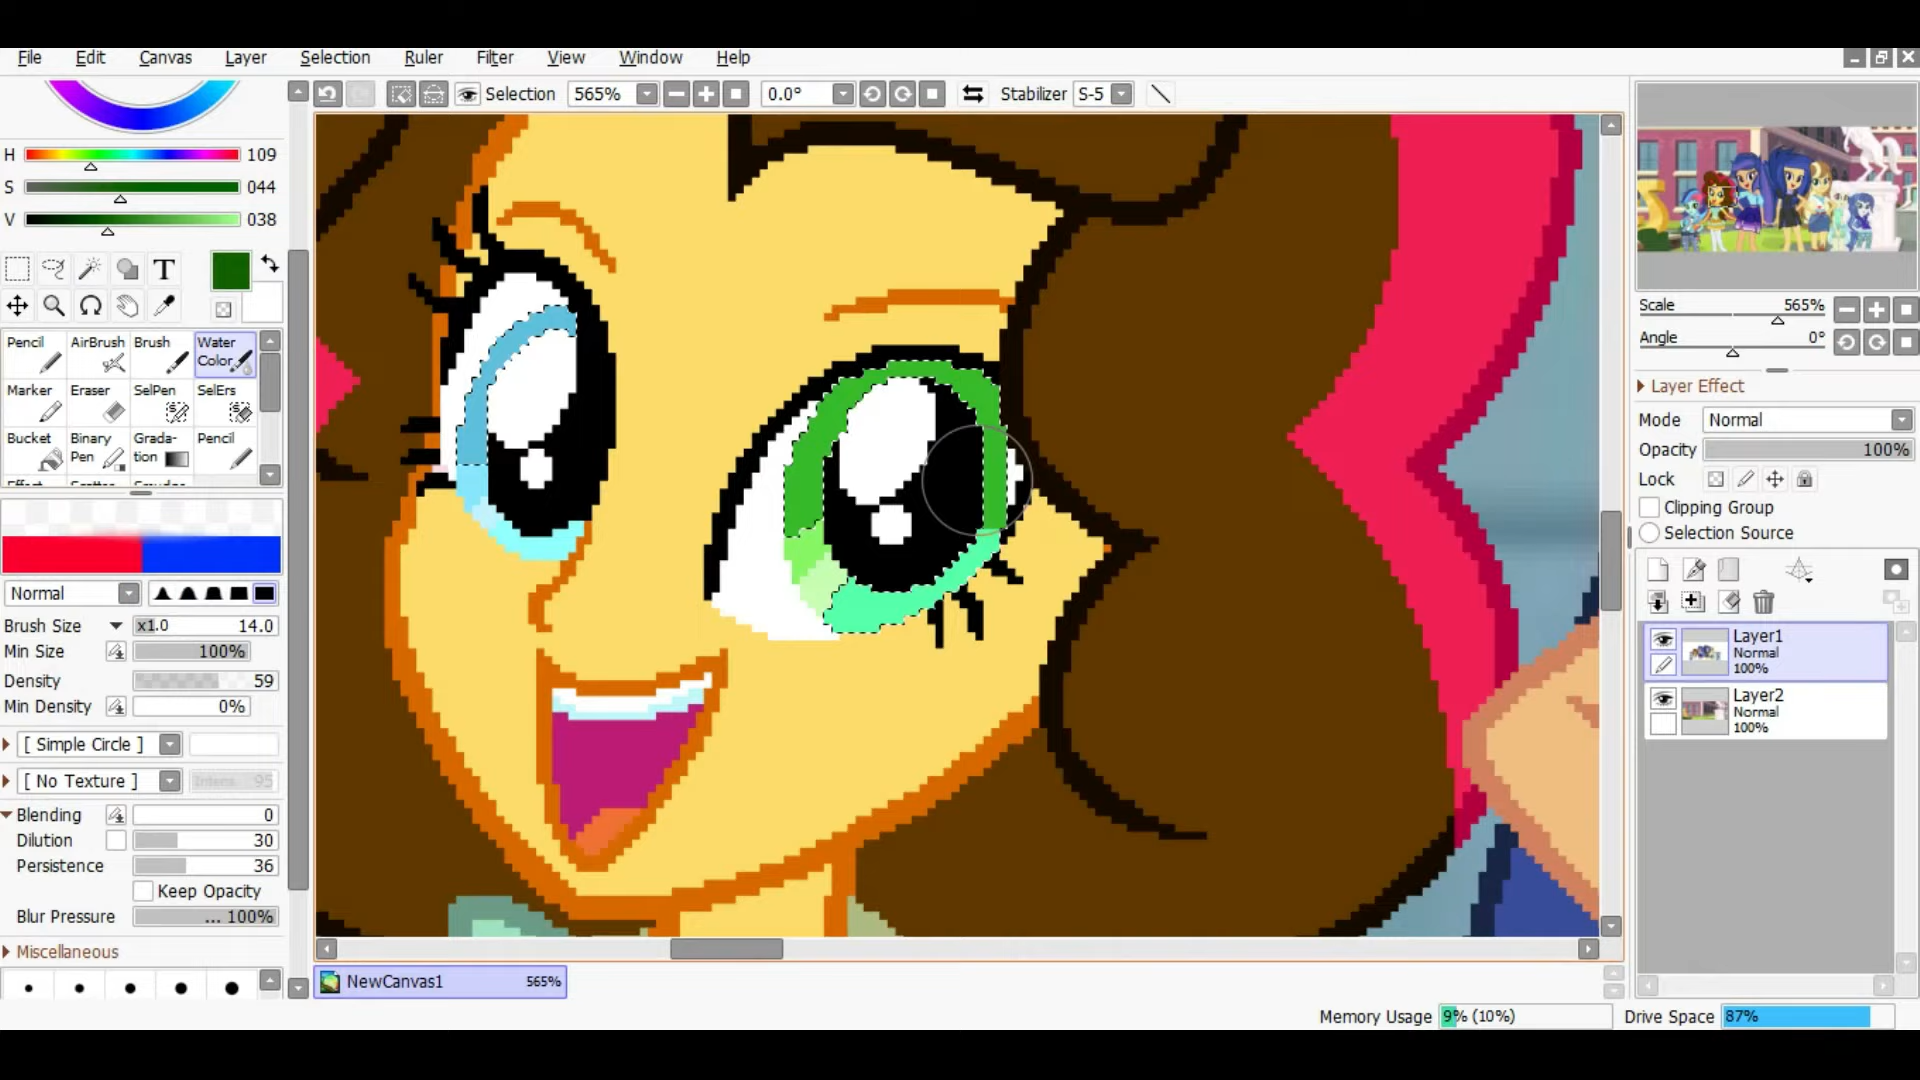 File Edit Canvas Layer Selection Ruler Filter View Window Help
Selection 565% 0.0° Stabilizer S-5
H 109
S 044
V 038
T
Pencil AirBrush Brush Water Color
Marker Eraser SelPen SelErs
Bucket Binary Pen Grada-tion Pencil
Normal
Brush Size x1.0 14.0
Min Size 100%
Density 59
Min Density 0%
[ Simple Circle ]
[ No Texture ] Intens. 95
Blending 0
Dilution 30
Persistence 36
Keep Opacity
Blur Pressure ... 100%
Miscellaneous
NewCanvas1 565%
Scale 565%
Angle 0°
Layer Effect
Mode Normal
Opacity 100%
Lock
Clipping Group
Selection Source
Layer1
Normal
100%
Layer2
Normal
100%
Memory Usage 9% (10%) Drive Space 87%